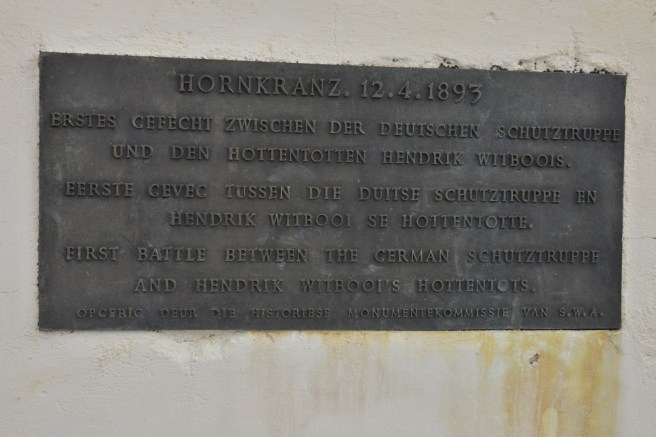 HORNKRANZ. 12.4.1893
ERSTES GEFECHT ZWISCHEN DER DEUTSCHEN SCHUTZTRUPPE
UND DEN HOTTENTOTTEN HENDRIK WITBOOIS.
EERSTE GEVEG TUSSEN DIE DUITSE SCHUTZTRUPPE EN
HENDRIK WITBOOI SE HOTTENTOTTE.
FIRST BATTLE BETWEEN THE GERMAN SCHUTZTRUPPE
AND HENDRIK WITBOOI'S HOTTENTOTS.
OPGERIG DEUR DIE HISTORIESE MONUMENTEKOMMISSIE VAN S.W.A.